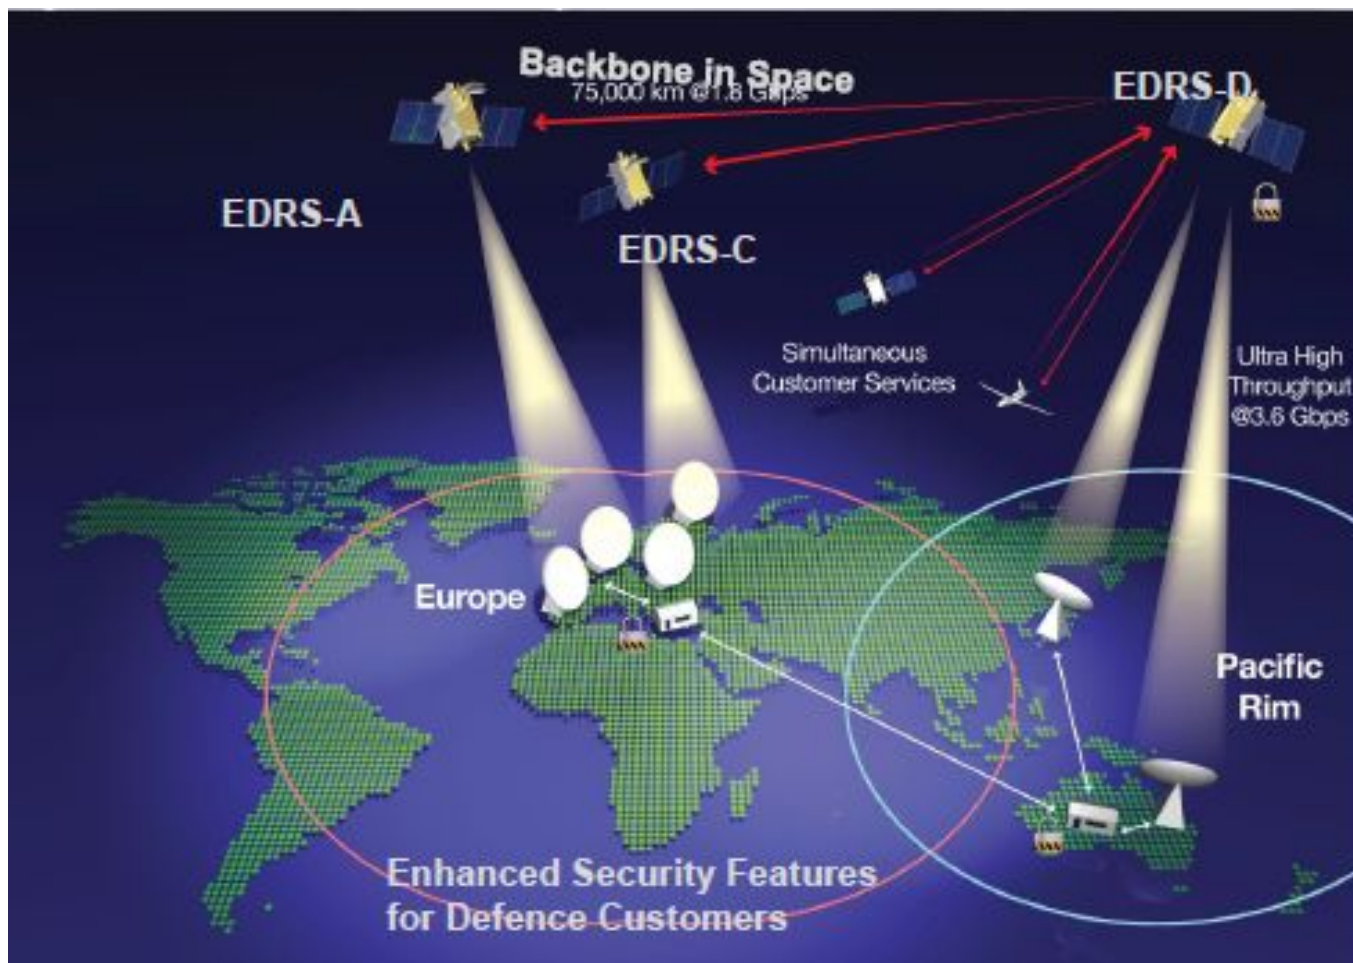 Backbone in Space
75,000 km @1.8 Gbps
EDRS-D
EDRS-A
EDRS-C
Simultaneous
Customer Services
Ultra High
Throughput
@3.6 Gbps
Europe
Pacific
Rim
Enhanced Security Features
for Defence Customers